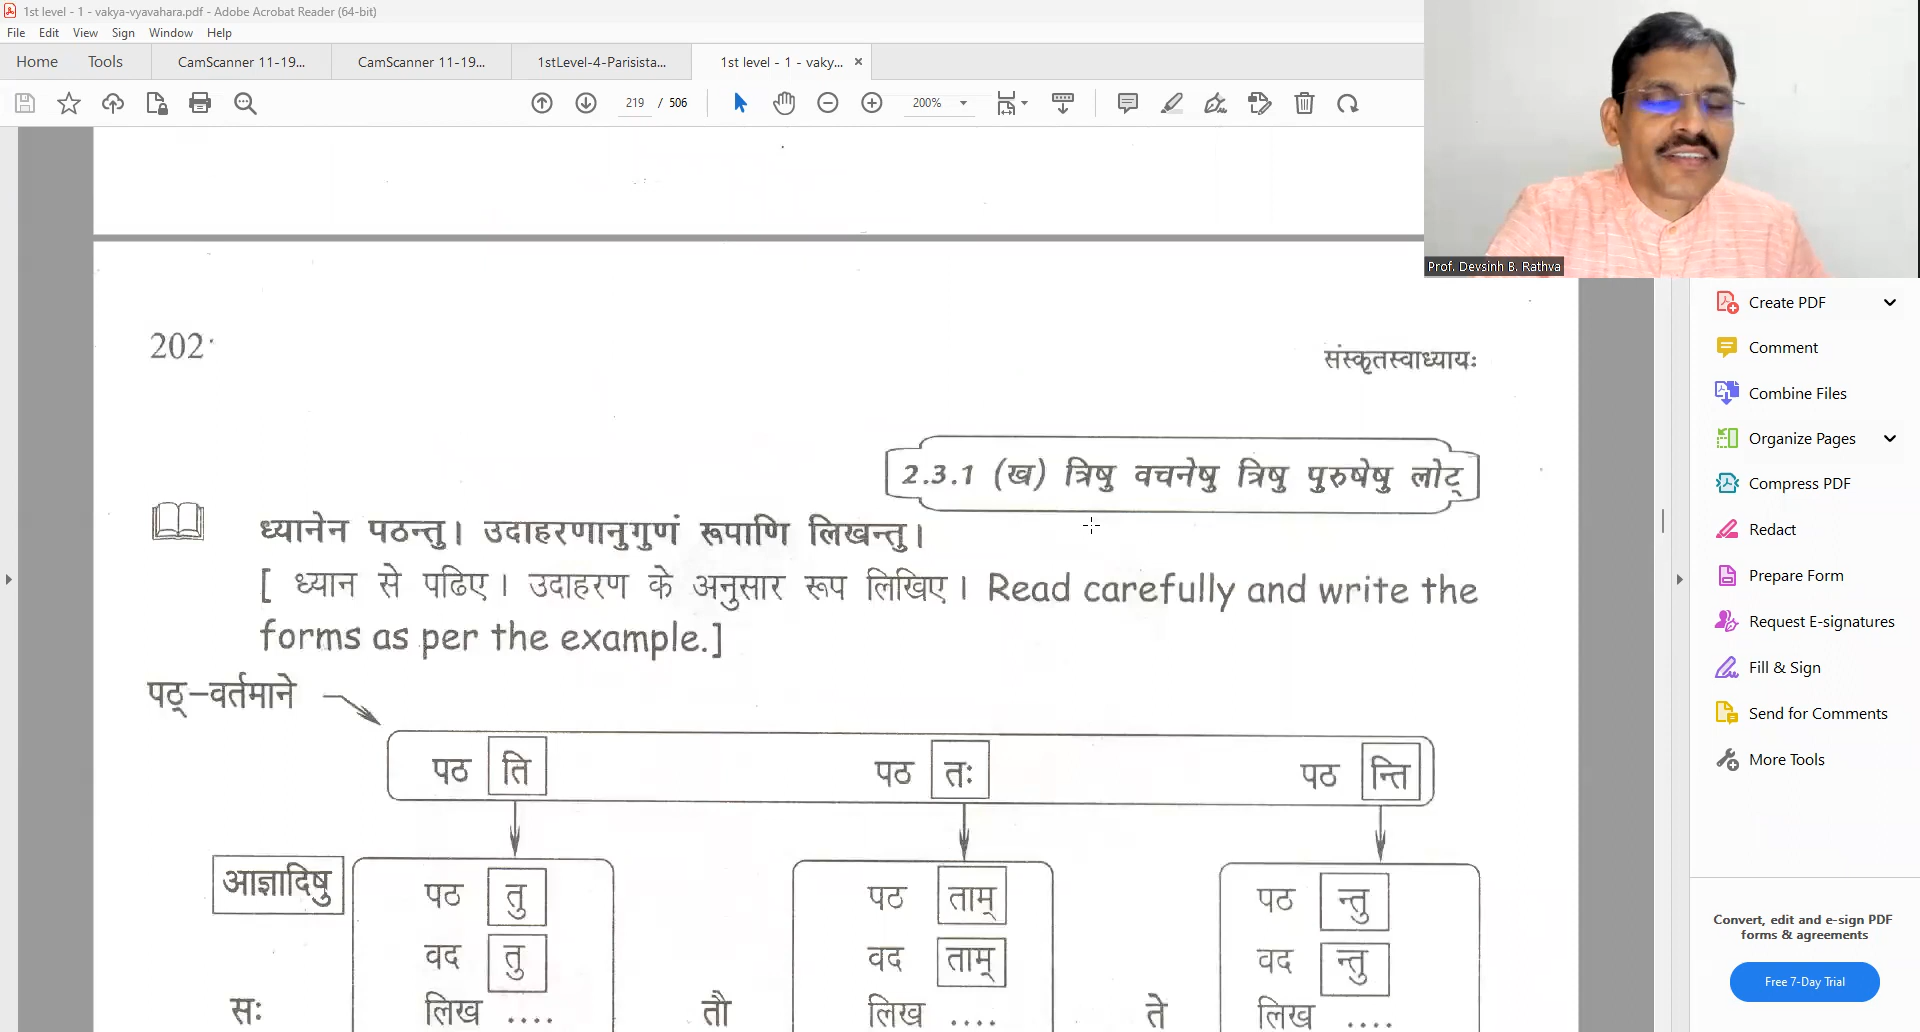 1st level - 1 - vakya-vyavahara.pdf - Adobe Acrobat Reader (64-bit)
File Edit View Sign Window Help
Home Tools CamScanner 11-19... CamScanner 11-19... 1stLevel-4-Parisista... 1st level - 1 - vaky... ×
219 / 506 200%
Prof. Devsinh B. Rathva
202
संस्कृतस्वाध्यायः
2.3.1 (ख) त्रिषु वचनेषु त्रिषु पुरुषेषु लोट्
ध्यानेन पठन्तु। उदाहरणानुगुणं रूपाणि लिखन्तु।
[ ध्यान से पढिए। उदाहरण के अनुसार रूप लिखिए। Read carefully and write the
forms as per the example.]
पठ्–वर्तमाने
पठ ति पठ तः पठ न्ति
आज्ञादिषु
पठ तु पठ ताम् पठ न्तु
वद तु वद ताम् वद न्तु
सः लिख .... तौ लिख .... ते लिख ....
Create PDF
Comment
Combine Files
Organize Pages
Compress PDF
Redact
Prepare Form
Request E-signatures
Fill & Sign
Send for Comments
More Tools
Convert, edit and e-sign PDF
forms & agreements
Free 7-Day Trial